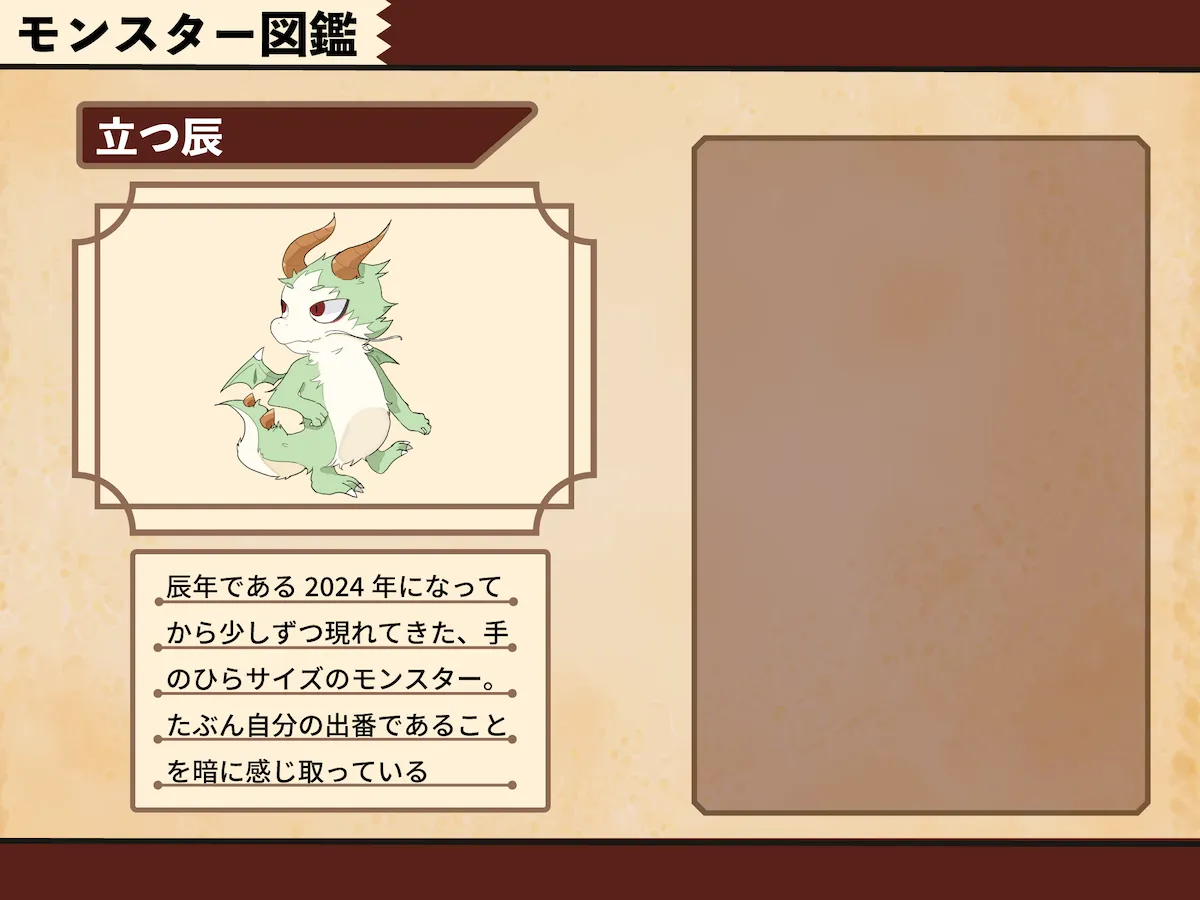 モンスター図鑑
立つ辰
辰年である 2024 年になって
から少しずつ現れてきた、手
のひらサイズのモンスター。
たぶん自分の出番であること
を暗に感じ取っている